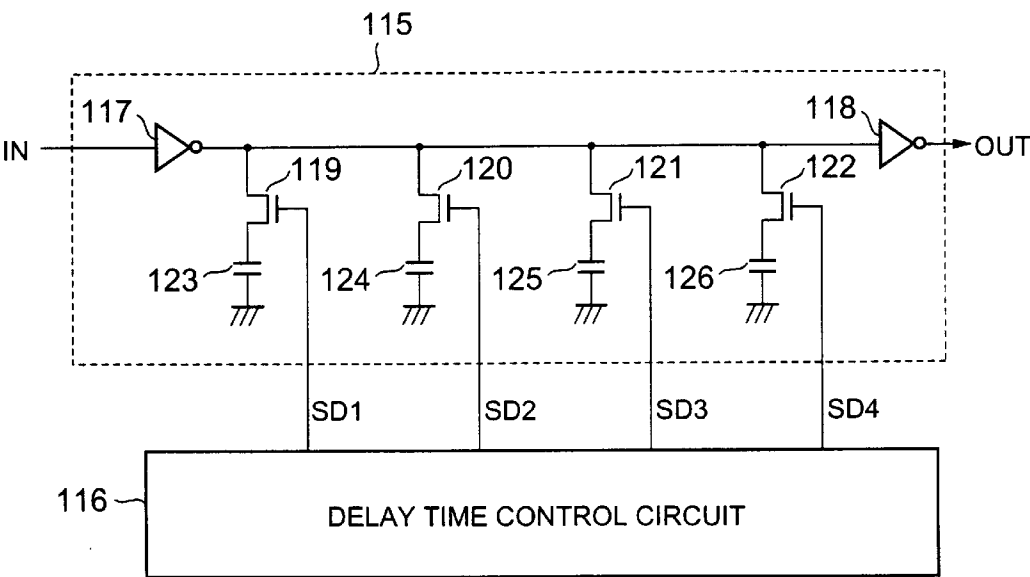 115
117
118
IN
OUT
119
120
121
122
123
124
125
126
SD1
SD2
SD3
SD4
116
DELAY TIME CONTROL CIRCUIT